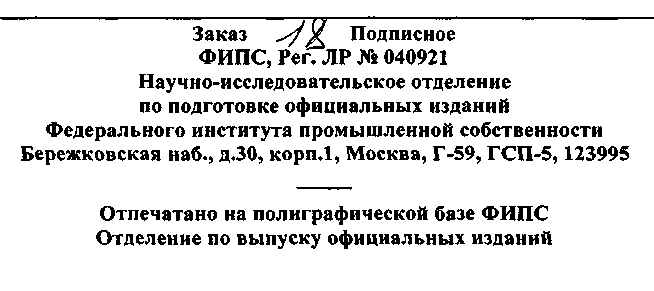 Заказ 18 Подписное
ФИПС, Рег. ЛР № 040921
Научно-исследовательское отделение
по подготовке официальных изданий
Федерального института промышленной собственности
Бережковская наб., д.30, корп.1, Москва, Г-59, ГСП-5, 123995
Отпечатано на полиграфической базе ФИПС
Отделение по выпуску официальных изданий